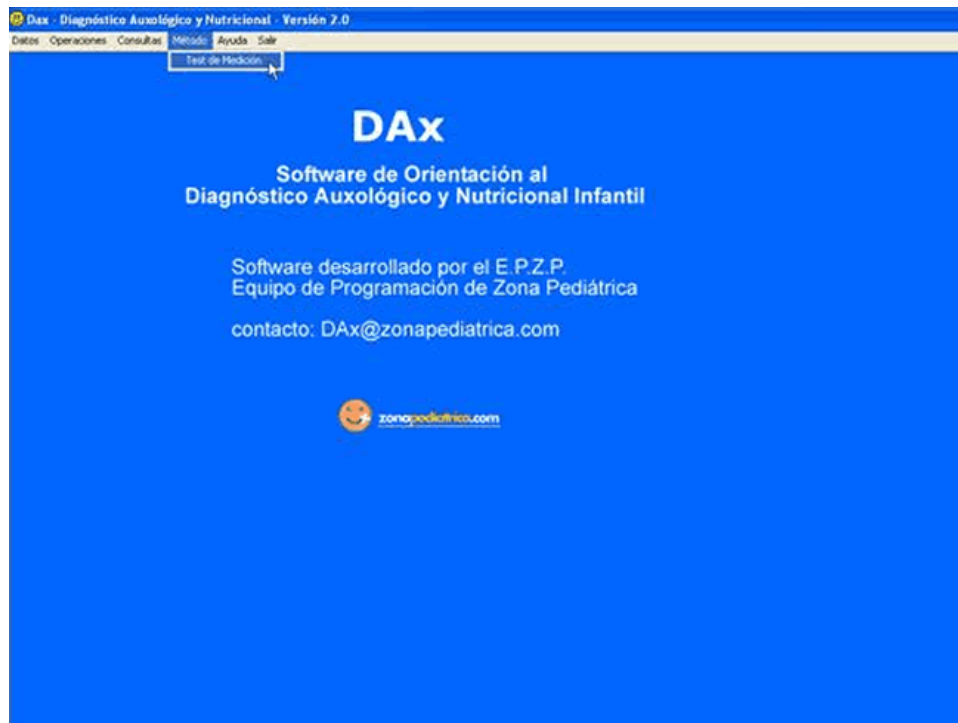 Dax - Diagnóstico Auxológico y Nutricional - Versión 2.0
Datos Operaciones Consultas Método Ayuda Salir
Test de Medición
DAx
Software de Orientación al
Diagnóstico Auxológico y Nutricional Infantil
Software desarrollado por el E.P.Z.P.
Equipo de Programación de Zona Pediátrica
contacto: DAx@zonapediatrica.com
zonapediatrica.com